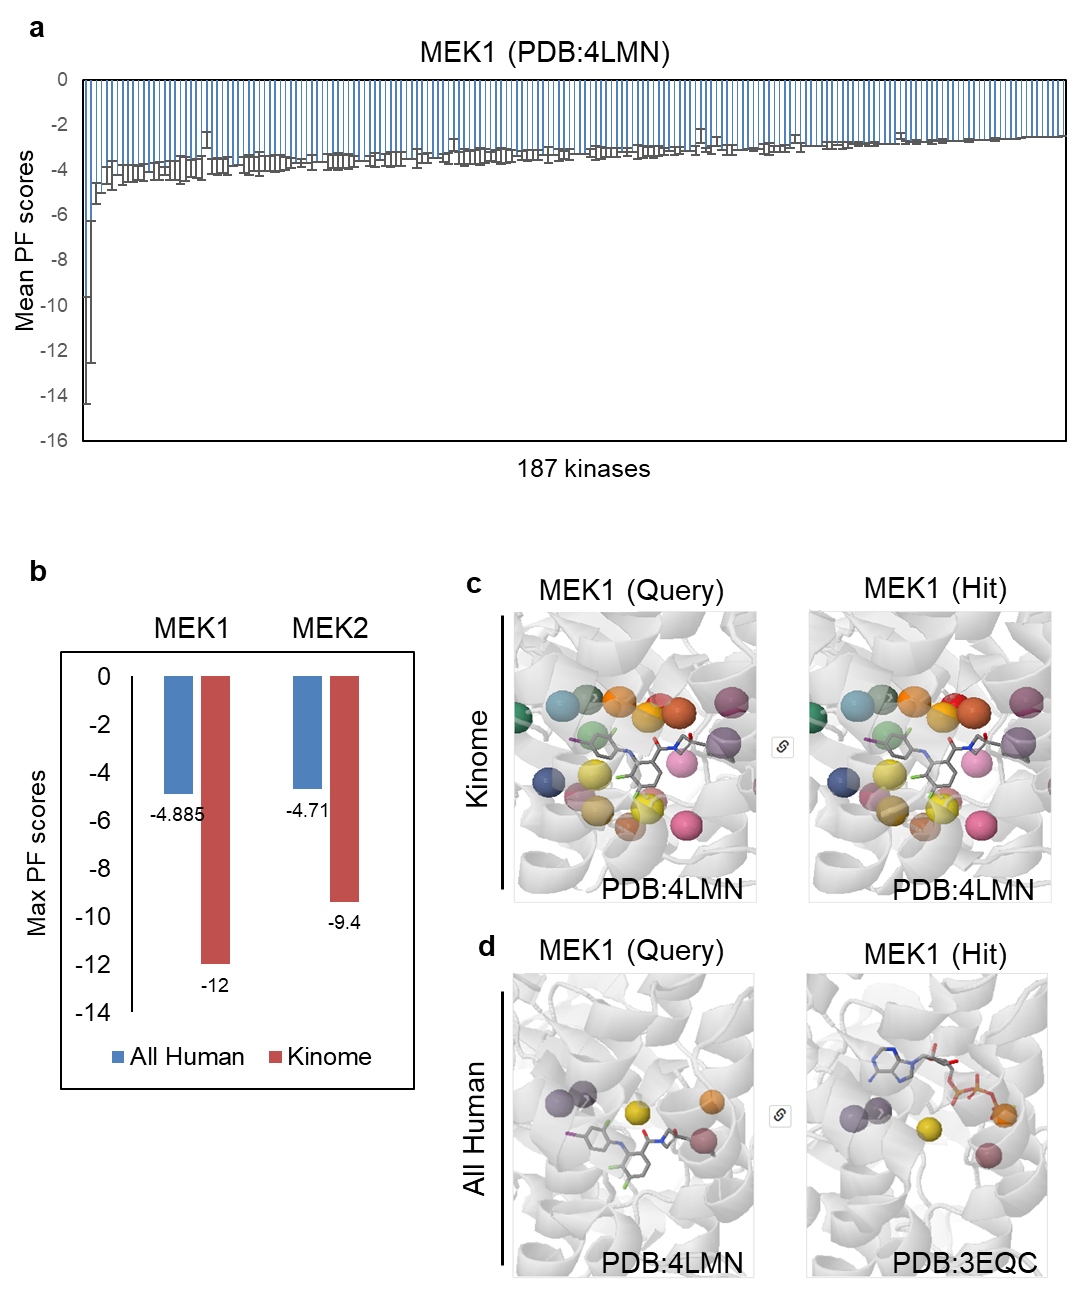 a
MEK1 (PDB:4LMN)
0
-2
-4
-6
-8
-10
-12
-14
-16
Mean PF scores
187 kinases
b
MEK1 MEK2
0
-2
-4
-6
-8
-10
-12
-14
Max PF scores
-4.885
-12
-4.71
-9.4
All Human Kinome
c
MEK1 (Query) MEK1 (Hit)
Kinome
PDB:4LMN PDB:4LMN
d
MEK1 (Query) MEK1 (Hit)
All Human
PDB:4LMN PDB:3EQC